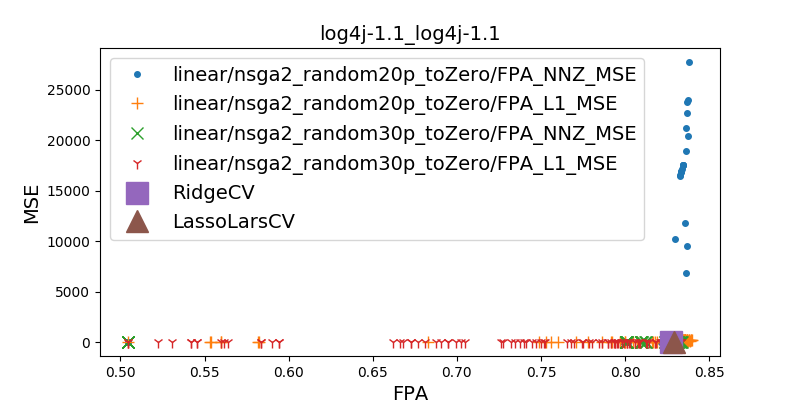 log4j-1.1_log4j-1.1
linear/nsga2_random20p_toZero/FPA_NNZ_MSE
linear/nsga2_random20p_toZero/FPA_L1_MSE
linear/nsga2_random30p_toZero/FPA_NNZ_MSE
linear/nsga2_random30p_toZero/FPA_L1_MSE
RidgeCV
LassoLarsCV
MSE
25000
20000
15000
10000
5000
0
0.50 0.55 0.60 0.65 0.70 0.75 0.80 0.85
FPA